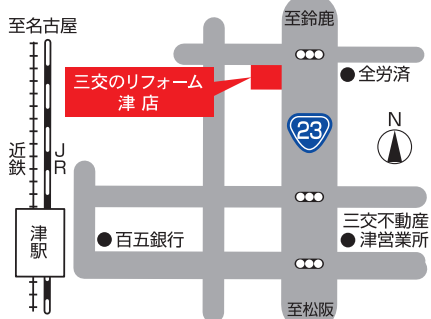 至鈴鹿
至名古屋
三交のリフォーム
津店
全労済
23
N
近鉄
JR
津駅
百五銀行
三交不動産
津営業所
至松阪